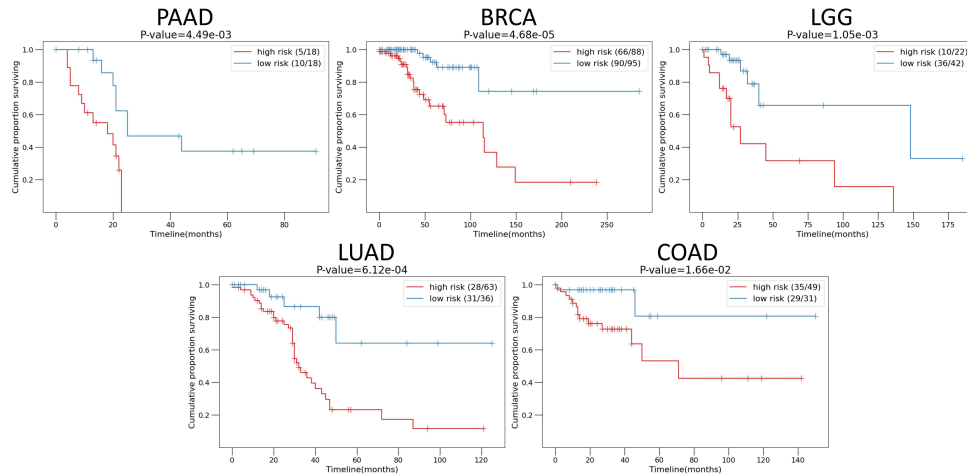 PAAD
P-value=4.49e-03
high risk (5/18)
low risk (10/18)
Cumulative proportion surviving
1.0
0.8
0.6
0.4
0.2
0
20
40
60
80
Timeline(months)
BRCA
P-value=4.68e-05
high risk (66/88)
low risk (90/95)
Cumulative proportion surviving
1.0
0.8
0.6
0.4
0.2
0
50
100
150
200
250
Timeline(months)
LGG
P-value=1.05e-03
high risk (10/22)
low risk (36/42)
Cumulative proportion surviving
1.0
0.8
0.6
0.4
0.2
0
25
50
75
100
125
150
175
Timeline(months)
LUAD
P-value=6.12e-04
high risk (28/63)
low risk (31/36)
Cumulative proportion surviving
1.0
0.8
0.6
0.4
0.2
0
20
40
60
80
100
120
Timeline(months)
COAD
P-value=1.66e-02
high risk (35/49)
low risk (29/31)
Cumulative proportion surviving
1.0
0.8
0.6
0.4
0.2
0
20
40
60
80
100
120
140
Timeline(months)